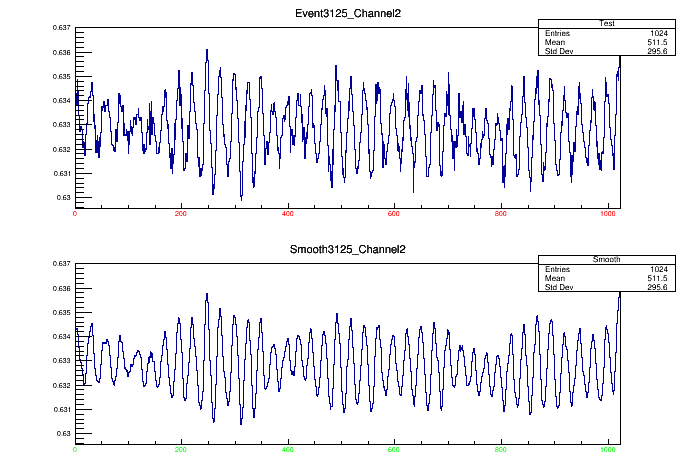 Event3125_Channel2
Test
Entries 1024
Mean 511.5
Std Dev 295.6
0.637
0.636
0.635
0.634
0.633
0.632
0.631
0.63
0 200 400 600 800 1000
Smooth3125_Channel2
Smooth
Entries 1024
Mean 511.5
Std Dev 295.6
0.637
0.636
0.635
0.634
0.633
0.632
0.631
0.63
0 200 400 600 800 1000